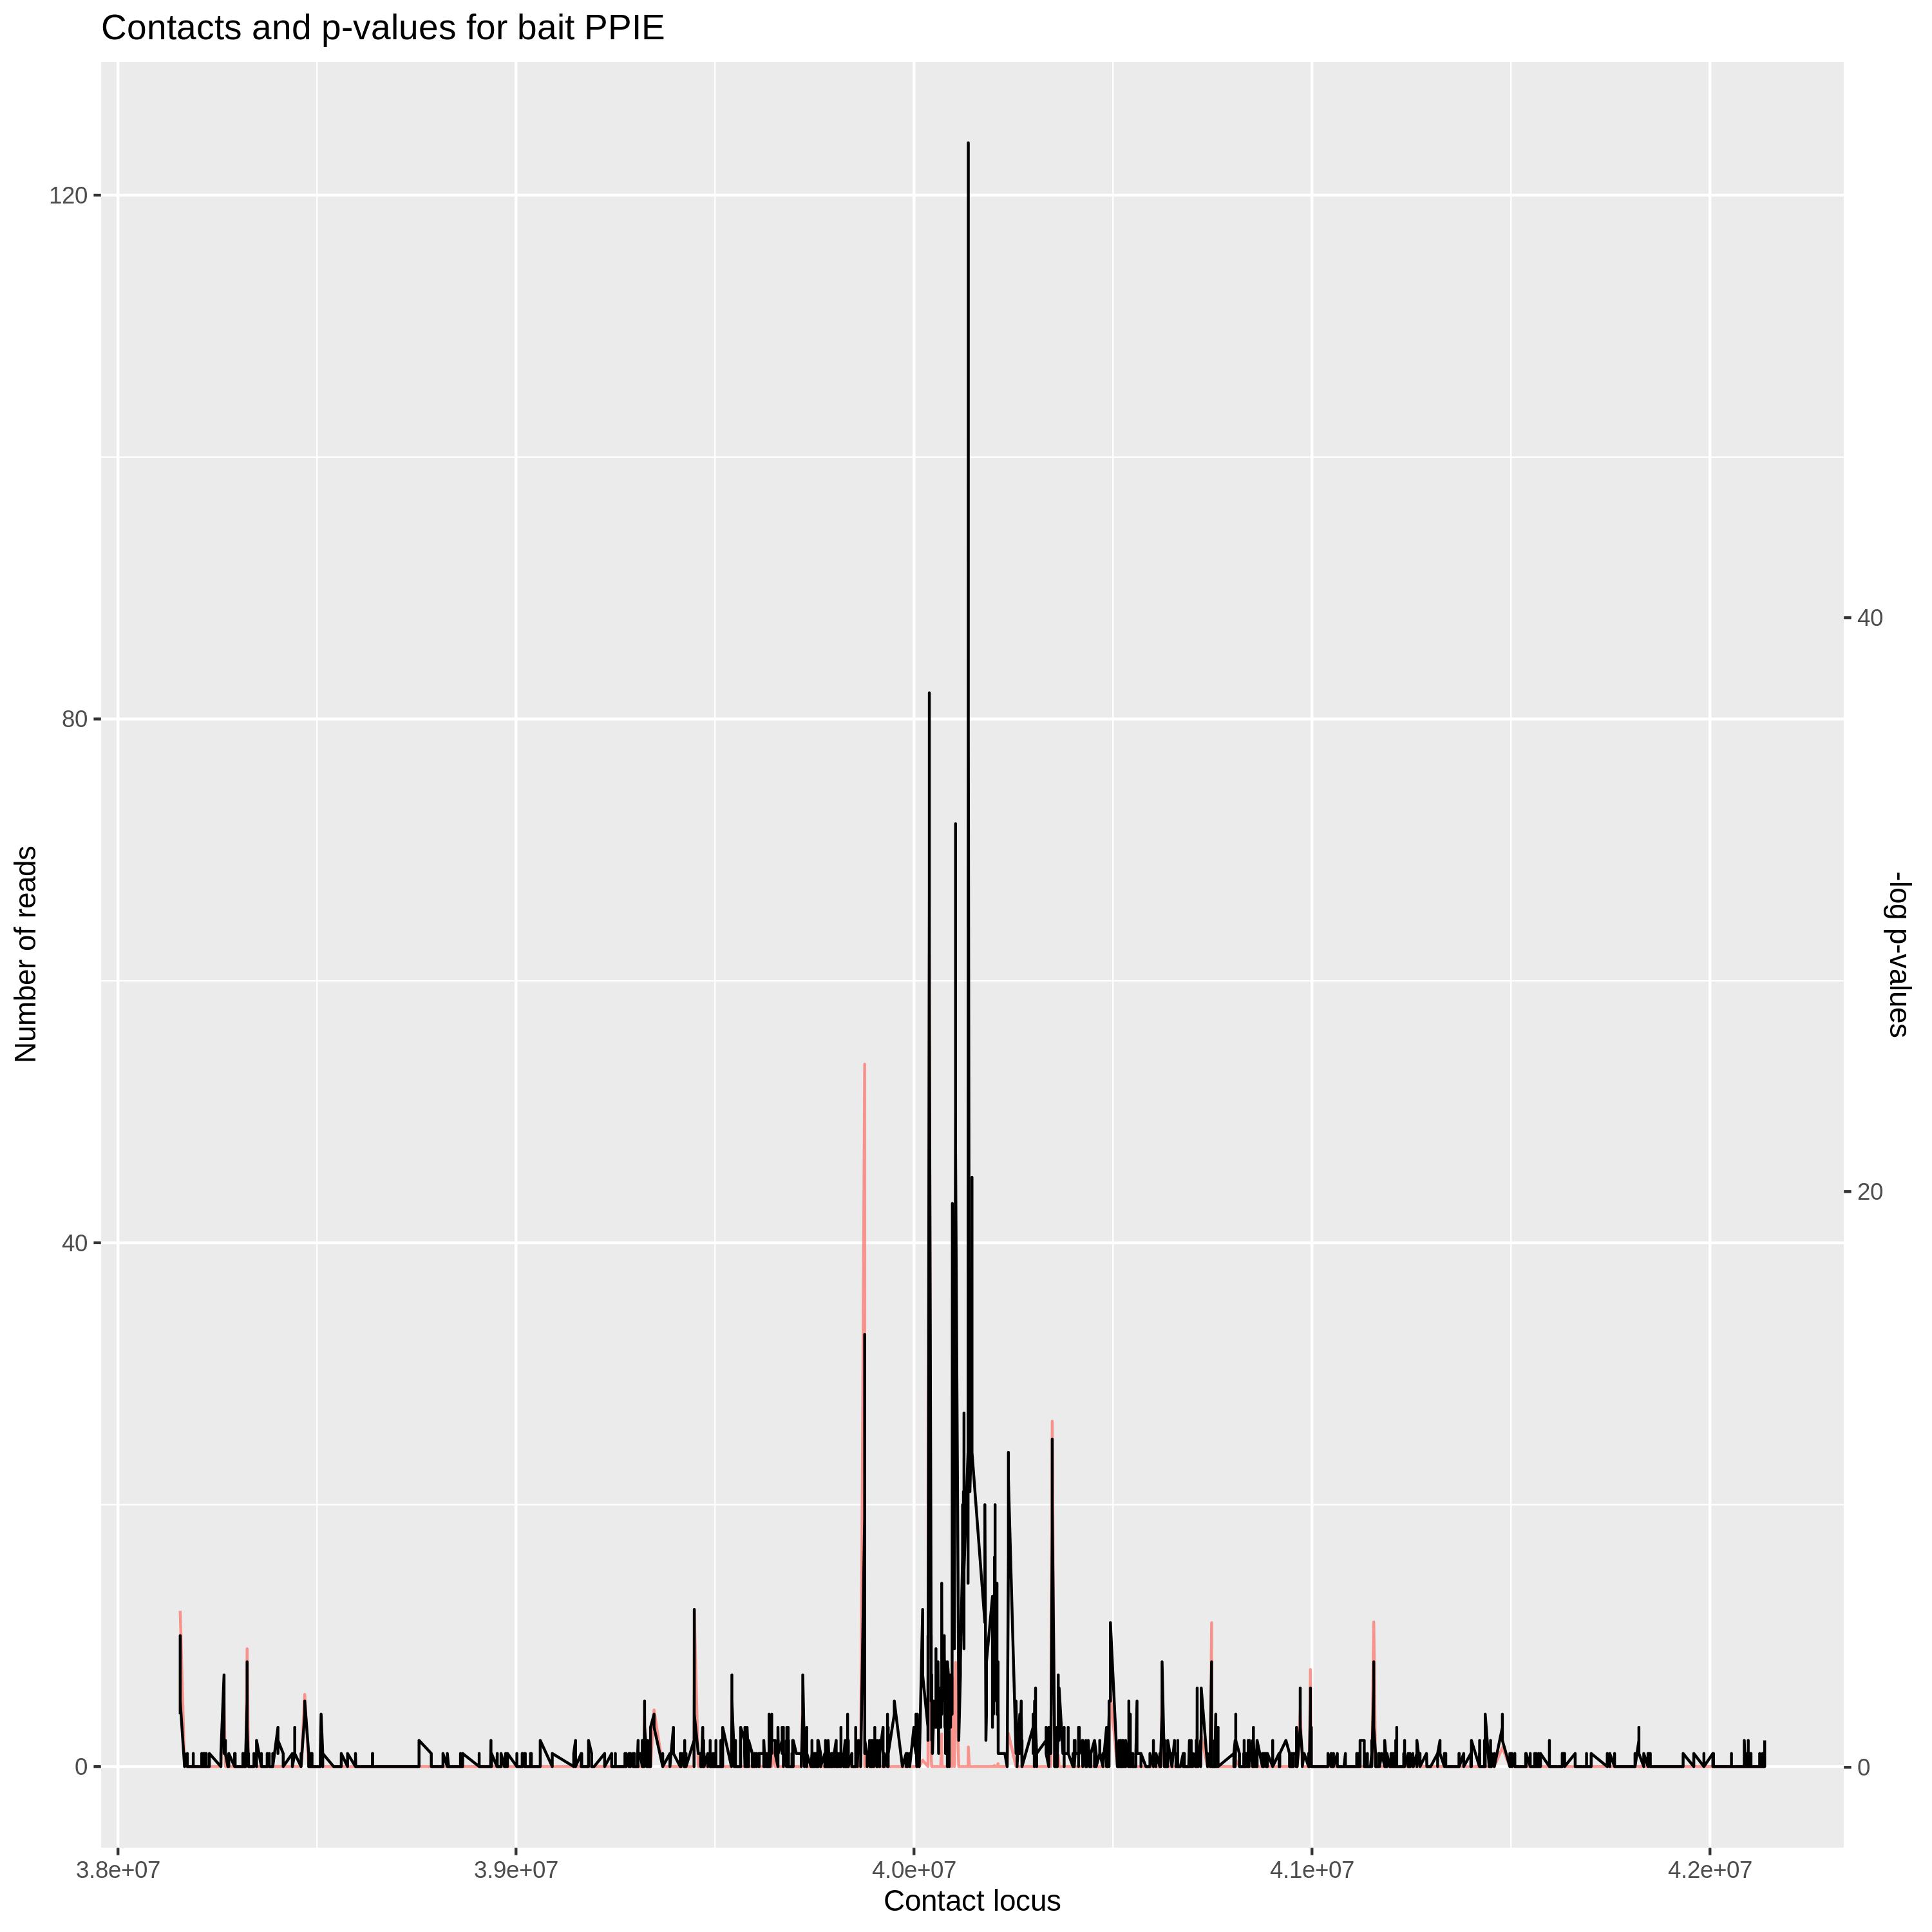 Contacts and p-values for bait PPIE
120
80
40
0
Number of reads
40
20
0
-log p-values
3.8e+07
3.9e+07
4.0e+07
4.1e+07
4.2e+07
Contact locus